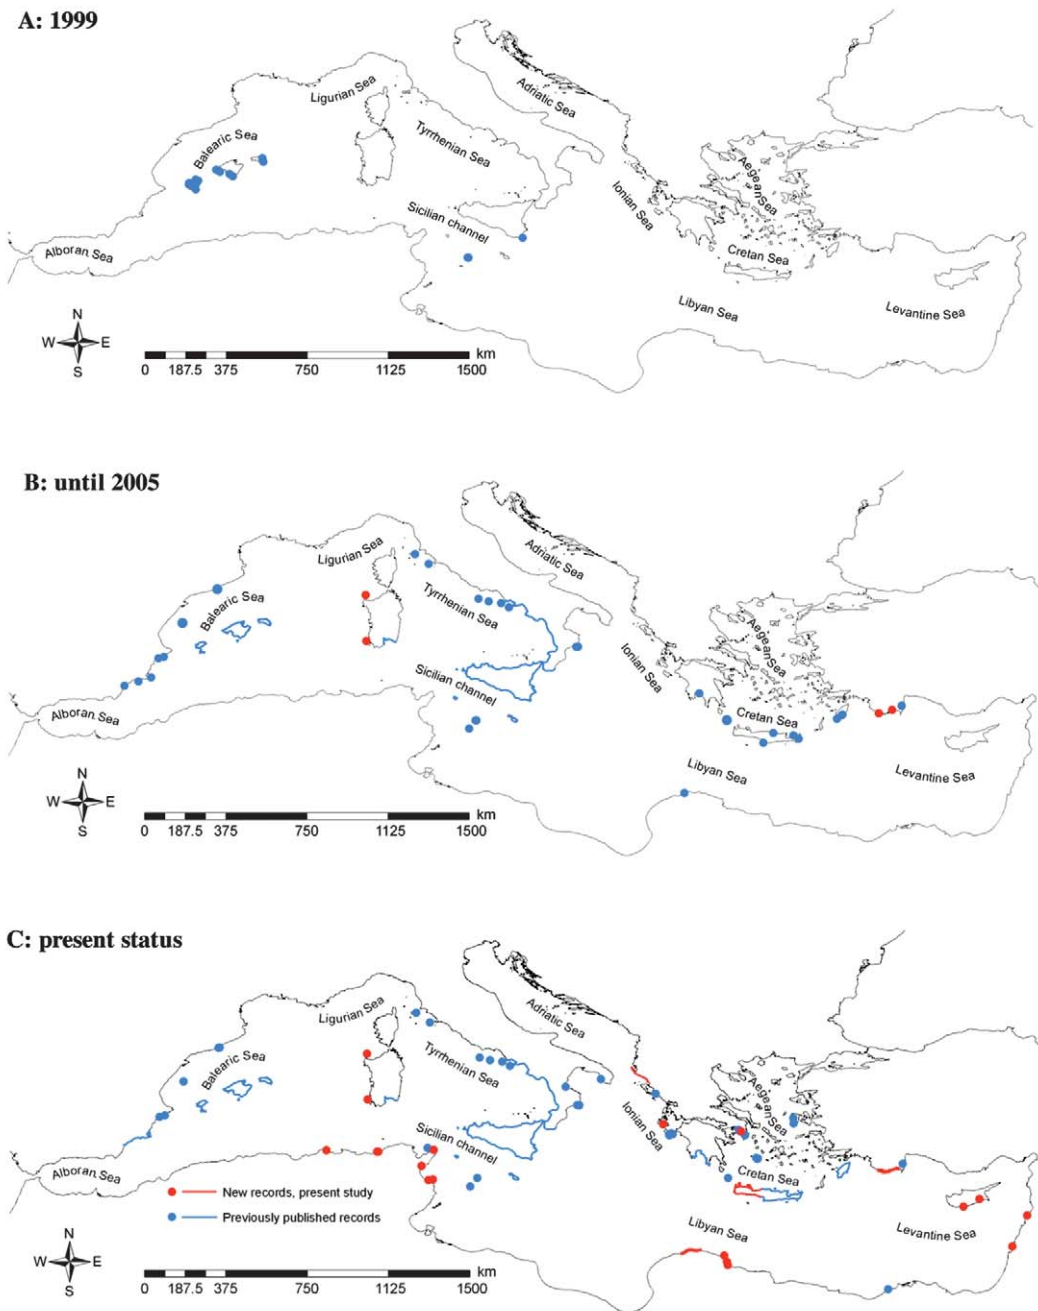 A: 1999
Ligurian Sea
Adriatic Sea
Balearic Sea
Tyrrhenian Sea
Aegean Sea
Ionian Sea
Sicilian channel
Alboran Sea
Cretan Sea
Libyan Sea
Levantine Sea
N
W E
S
km
0 187.5 375 750 1125 1500
B: until 2005
Ligurian Sea
Adriatic Sea
Balearic Sea
Tyrrhenian Sea
Aegean Sea
Ionian Sea
Sicilian channel
Alboran Sea
Cretan Sea
Libyan Sea
Levantine Sea
N
W E
S
km
0 187.5 375 750 1125 1500
C: present status
Ligurian Sea
Adriatic Sea
Balearic Sea
Tyrrhenian Sea
Aegean Sea
Ionian Sea
Sicilian channel
Alboran Sea
Cretan Sea
New records, present study
Previously published records
Libyan Sea
Levantine Sea
N
W E
S
km
0 187.5 375 750 1125 1500